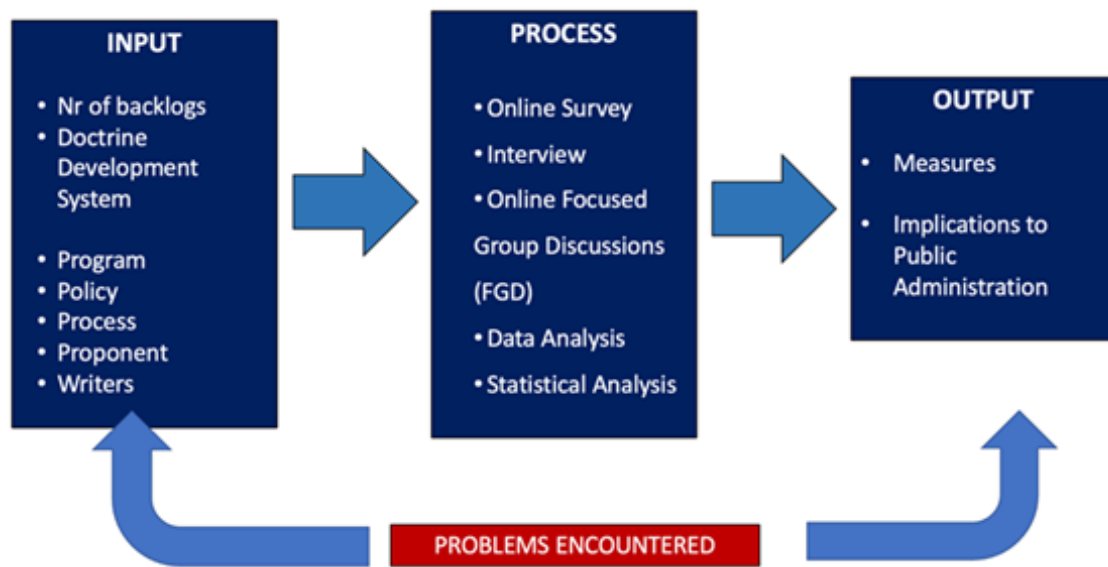 INPUT
• Nr of backlogs
• Doctrine
Development
System
• Program
• Policy
• Process
• Proponent
• Writers
PROCESS
• Online Survey
• Interview
• Online Focused
Group Discussions
(FGD)
• Data Analysis
• Statistical Analysis
OUTPUT
• Measures
• Implications to
Public
Administration
PROBLEMS ENCOUNTERED